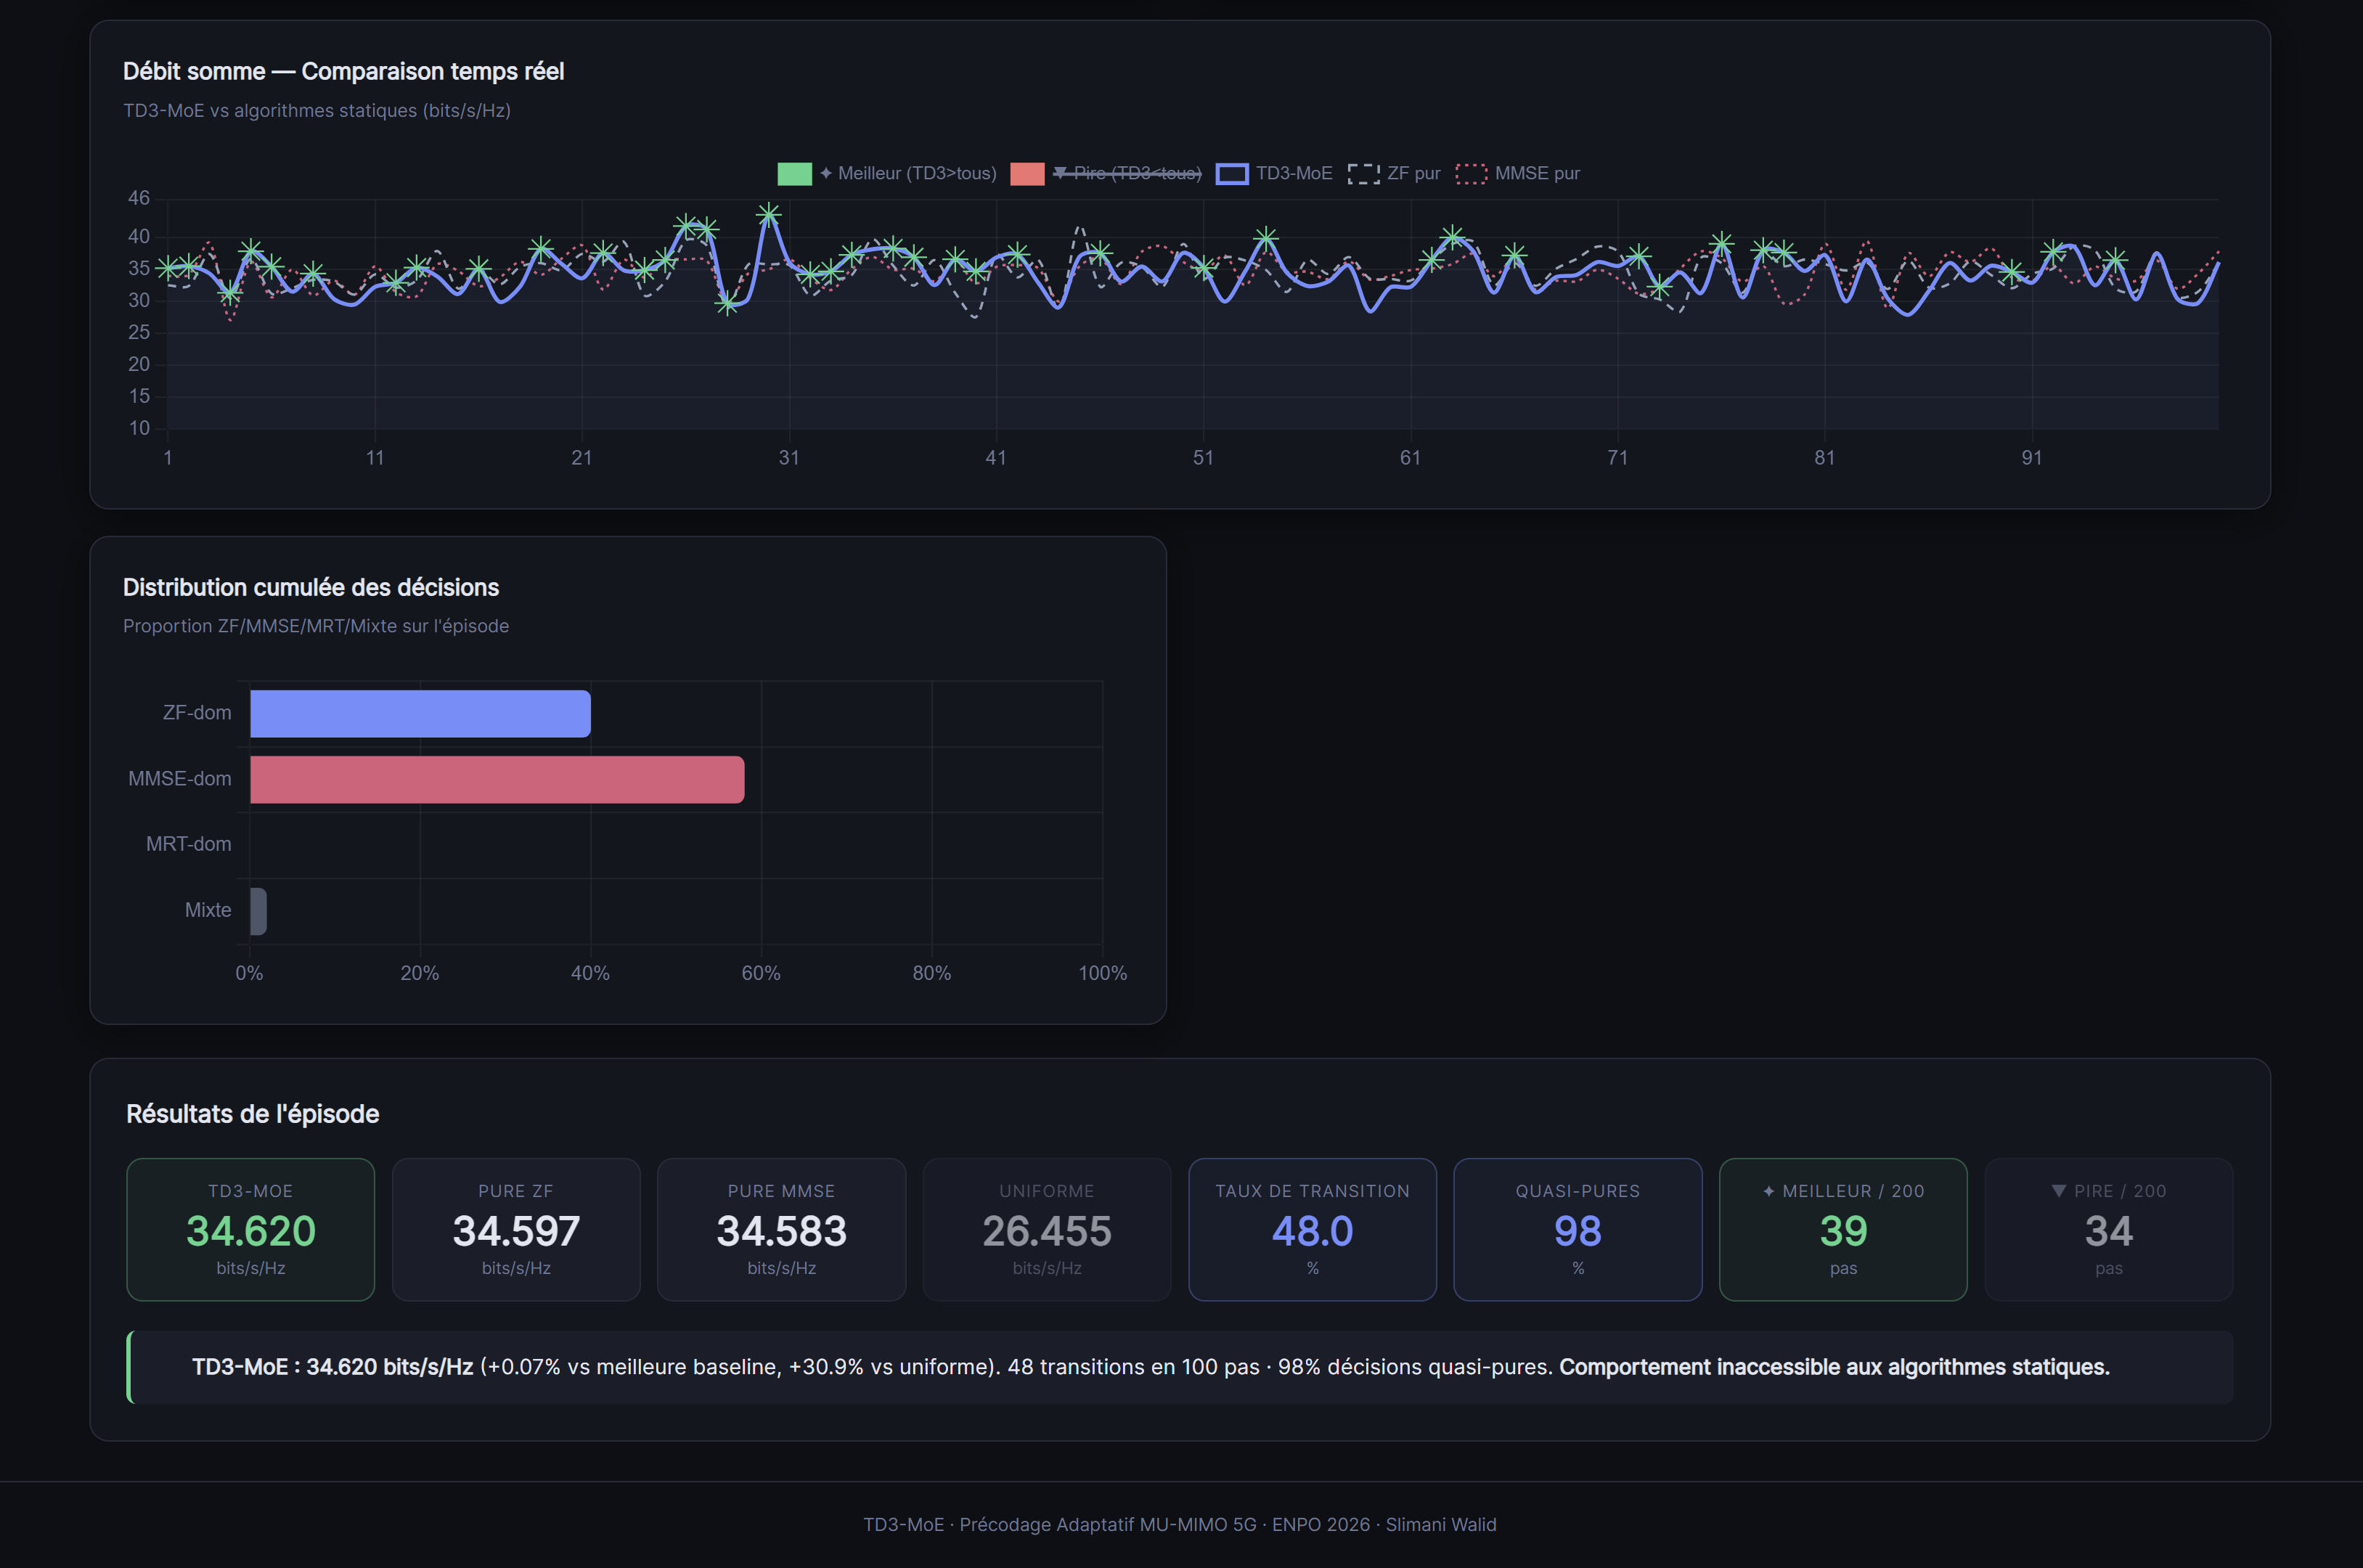 Débit somme — Comparaison temps réel
TD3-MoE vs algorithmes statiques (bits/s/Hz)
✦ Meilleur (TD3>tous) ▼ Pire (TD3<tous) TD3-MoE ZF pur MMSE pur
46
40
35
30
25
20
15
10
1 11 21 31 41 51 61 71 81 91
Distribution cumulée des décisions
Proportion ZF/MMSE/MRT/Mixte sur l'épisode
ZF-dom
MMSE-dom
MRT-dom
Mixte
0% 20% 40% 60% 80% 100%
Résultats de l'épisode
TD3-MOE
34.620
bits/s/Hz
PURE ZF
34.597
bits/s/Hz
PURE MMSE
34.583
bits/s/Hz
UNIFORME
26.455
bits/s/Hz
TAUX DE TRANSITION
48.0
%
QUASI-PURES
98
%
✦ MEILLEUR / 200
39
pas
▼ PIRE / 200
34
pas
TD3-MoE : 34.620 bits/s/Hz (+0.07% vs meilleure baseline, +30.9% vs uniforme). 48 transitions en 100 pas · 98% décisions quasi-pures. Comportement inaccessible aux algorithmes statiques.
TD3-MoE · Précodage Adaptatif MU-MIMO 5G · ENPO 2026 · Slimani Walid